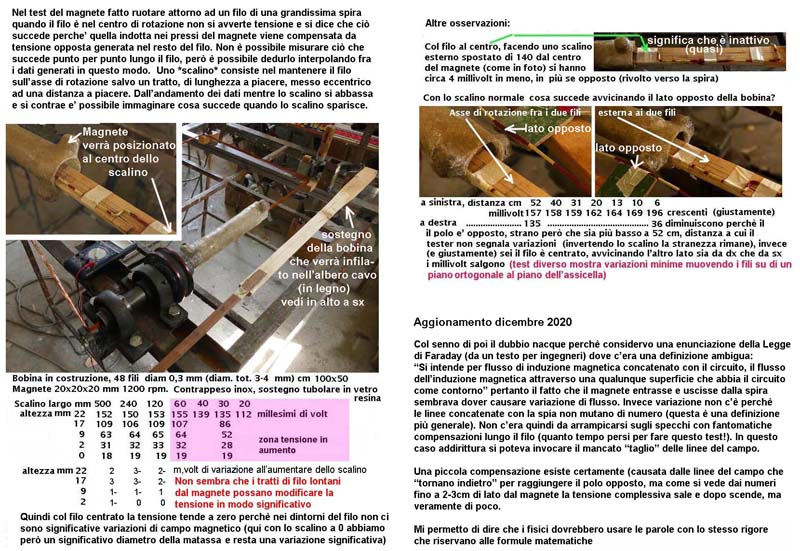 Nel test del magnete fatto ruotare attorno ad un filo di una grandissima spira
quando il filo è nel centro di rotazione non si avverte tensione e si dice che ciò
succede perche' quella indotta nei pressi del magnete viene compensata da
tensione opposta generata nel resto del filo. Non è possibile misurare ciò che
succede punto per punto lungo il filo, però è possibile dedurlo interpolando fra
i dati generati in questo modo. Uno *scalino* consiste nel mantenere il filo
sull'asse di rotazione salvo un tratto, di lunghezza a piacere, messo eccentrico
ad una distanza a piacere. Dall'andamento dei dati mentre lo scalino si abbassa
e si contrae e' possibile immaginare cosa succede quando lo scalino sparisce.
Magnete
verrà posizionato
al centro dello
scalino
sostegno
della bobina
che verrà infila-
to nell'albero cavo
(in legno)
vedi in alto a sx
Bobina in costruzione, 48 fili diam 0,3 mm (diam. tot. 3-4 mm) cm 100x50
Magnete 20x20x20 mm 1200 rpm. Contrappeso inox, sostegno tubolare in vetro
resina
Scalino largo mm 500 240 120 60 40 30 20
altezza mm 22 152 150 153 155 139 135 112 millesimi di volt
17 109 106 109 107 86
9 63 64 65 64 52
2 31 32 33 32 28
0 18 19 19 19 19
zona tensione in
aumento
altezza mm 22 2 3- 2- m,volt di variazione all'aumentare dello scalino
17 3 3- 2-
9 1- 1- 1
2 1- 0 0
Non sembra che i tratti di filo lontani
dal magnete possano modificare la
tensione in modo significativo
Quindi col filo centrato la tensione tende a zero perchè nei dintorni del filo non ci
sono significative variazioni di campo magnetico (qui con lo scalino a 0 abbiamo
però un significativo diametro della matassa e resta una variazione significativa)
Altre osservazioni:
significa che è inattivo
(quasi)
Col filo al centro, facendo uno scalino
esterno spostato di 140 dal centro
del magnete (come in foto) si hanno
circa 4 millivolt in meno, in più se opposto (rivolto verso la spira)
Con lo scalino normale cosa succede avvicinando il lato opposto della bobina?
Asse di rotazione fra i due fili
lato opposto
esterna ai due fili
lato opposto
a sinistra, distanza cm 52 40 31 20 13 10 6
millivolt 157 158 159 162 164 169 196 crescenti (giustamente)
a destra ...................... 135 ........................................ 36 diminuiscono perchè il
il polo e' opposto, strano però che sia più basso a 52 cm, distanza a cui il
tester non segnala variazioni (invertendo lo scalino la stranezza rimane), invece
(e giustamente) sei il filo è centrato, avvicinando l'altro lato sia da dx che da sx
i millivolt salgono (test diverso mostra variazioni minime muovendo i fili su di un
piano ortogonale al piano dell'assicella)
Aggionamento dicembre 2020
Col senno di poi il dubbio nacque perchè considervo una enunciazione della Legge
di Faraday (da un testo per ingegneri) dove c'era una definizione ambigua:
"Si intende per flusso di induzione magnetica concatenato con il circuito, il flusso
dell'induzione magnetica attraverso una qualunque superficie che abbia il circuito
come contorno" pertanto il fatto che il magnete entrasse e uscisse dalla spira
sembrava dover causare variazione di flusso. Invece variazione non c'è perchè
le linee concatenate con la spia non mutano di numero (questa è una definizione
più generale). Non c'era quindi da arrampicarsi sugli specchi con fantomatiche
compensazioni lungo il filo (quanto tempo persi per fare questo test!). In questo
caso addirittura si poteva invocare il mancato "taglio" delle linee del campo.
Una piccola compensazione esiste certamente (causata dalle linee del campo che
"tornano indietro" per raggiungere il polo opposto, ma come si vede dai numeri
fino a 2-3cm di lato dal magnete la tensione complessiva sale e dopo scende, ma
veramente di poco.
Mi permetto di dire che i fisici dovrebbero usare le parole con lo stesso rigore
che riservano alle formule matematiche